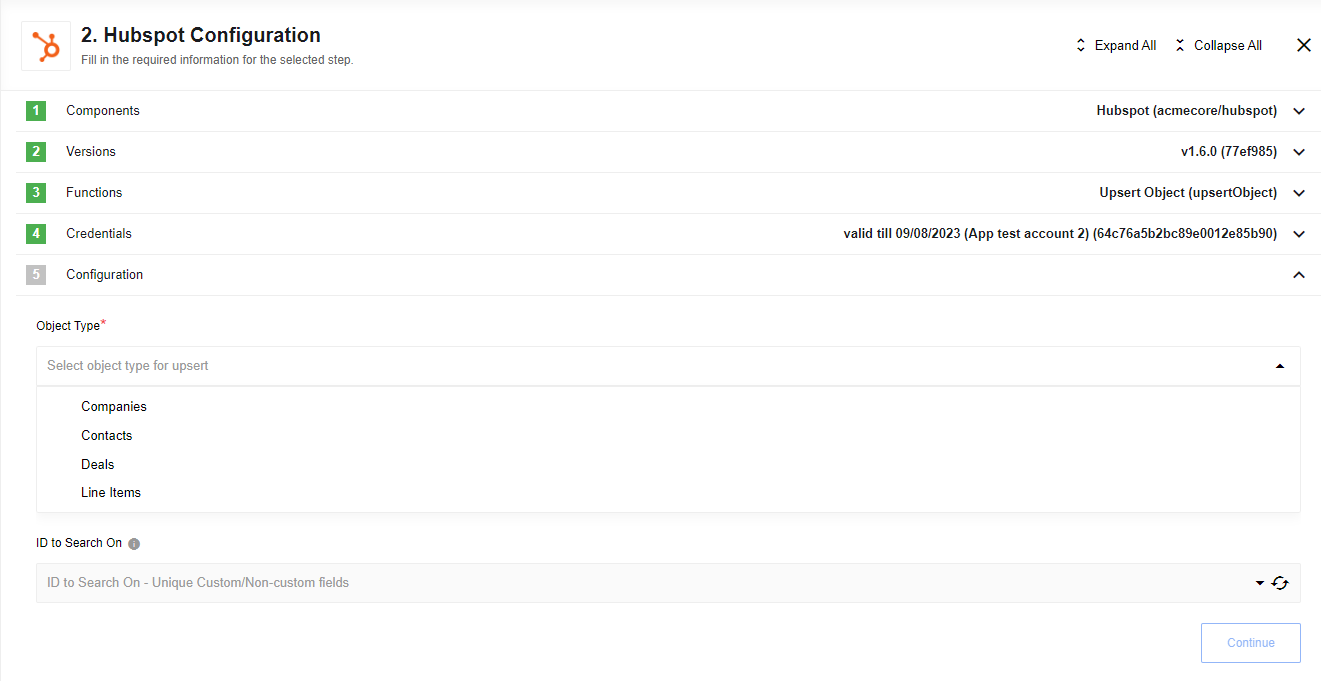 2. Hubspot Configuration
Fill in the required information for the selected step.
Expand All
Collapse All
1 Components Hubspot (acmecore/hubspot)
2 Versions v1.6.0 (77ef985)
3 Functions Upsert Object (upsertObject)
4 Credentials valid till 09/08/2023 (App test account 2) (64c76a5b2bc89e0012e85b90)
5 Configuration
Object Type*
Select object type for upsert
Companies
Contacts
Deals
Line Items
ID to Search On
ID to Search On - Unique Custom/Non-custom fields
Continue